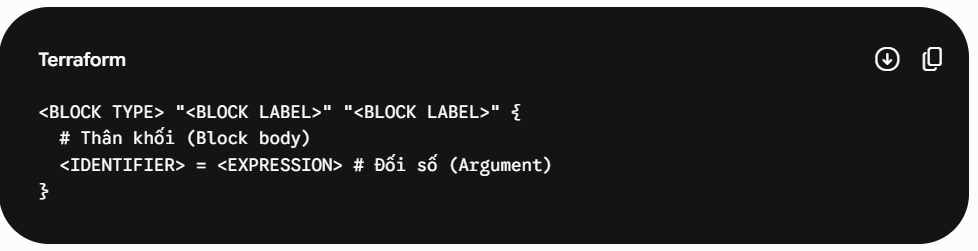 Terraform
<BLOCK TYPE> "<BLOCK LABEL>" "<BLOCK LABEL>" {
  # Thân khối (Block body)
  <IDENTIFIER> = <EXPRESSION> # Đối số (Argument)
}